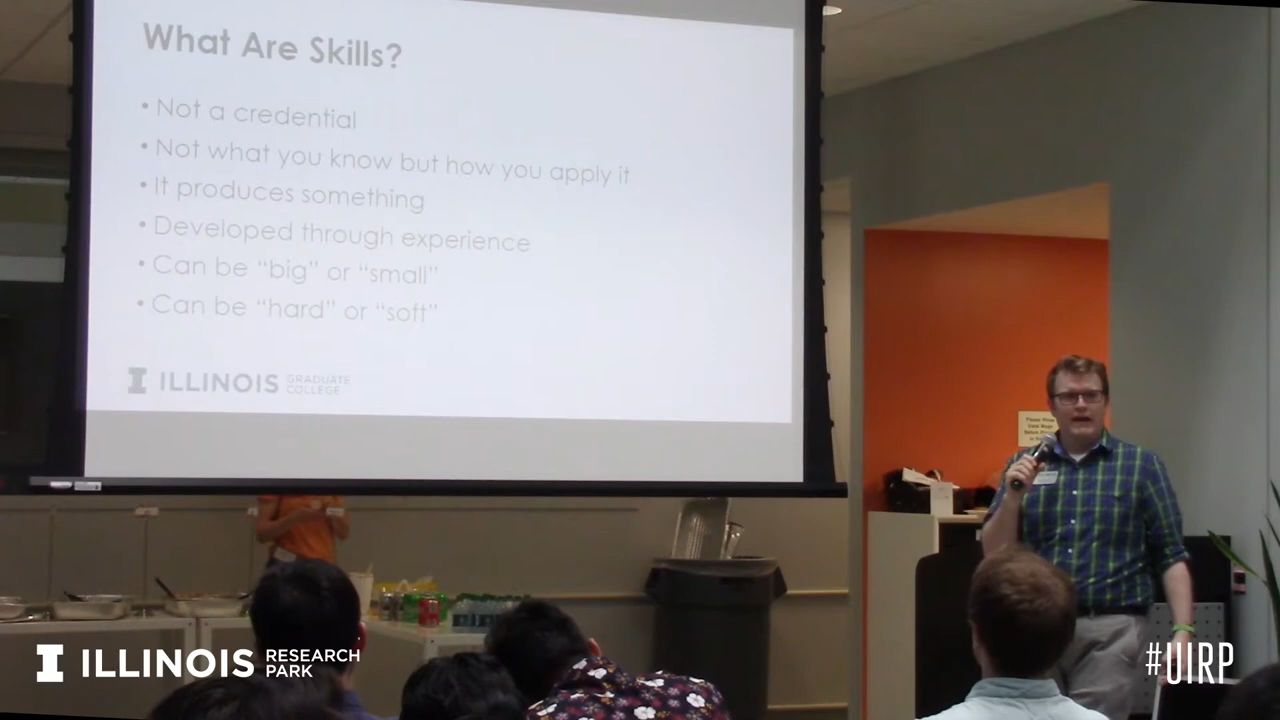 What Are Skills?
• Not a credential
• Not what you know but how you apply it
• It produces something
• Developed through experience
• Can be “big” or “small”
• Can be “hard” or “soft”
I ILLINOIS GRADUATE
COLLEGE
I ILLINOIS RESEARCH
PARK
#UIRP